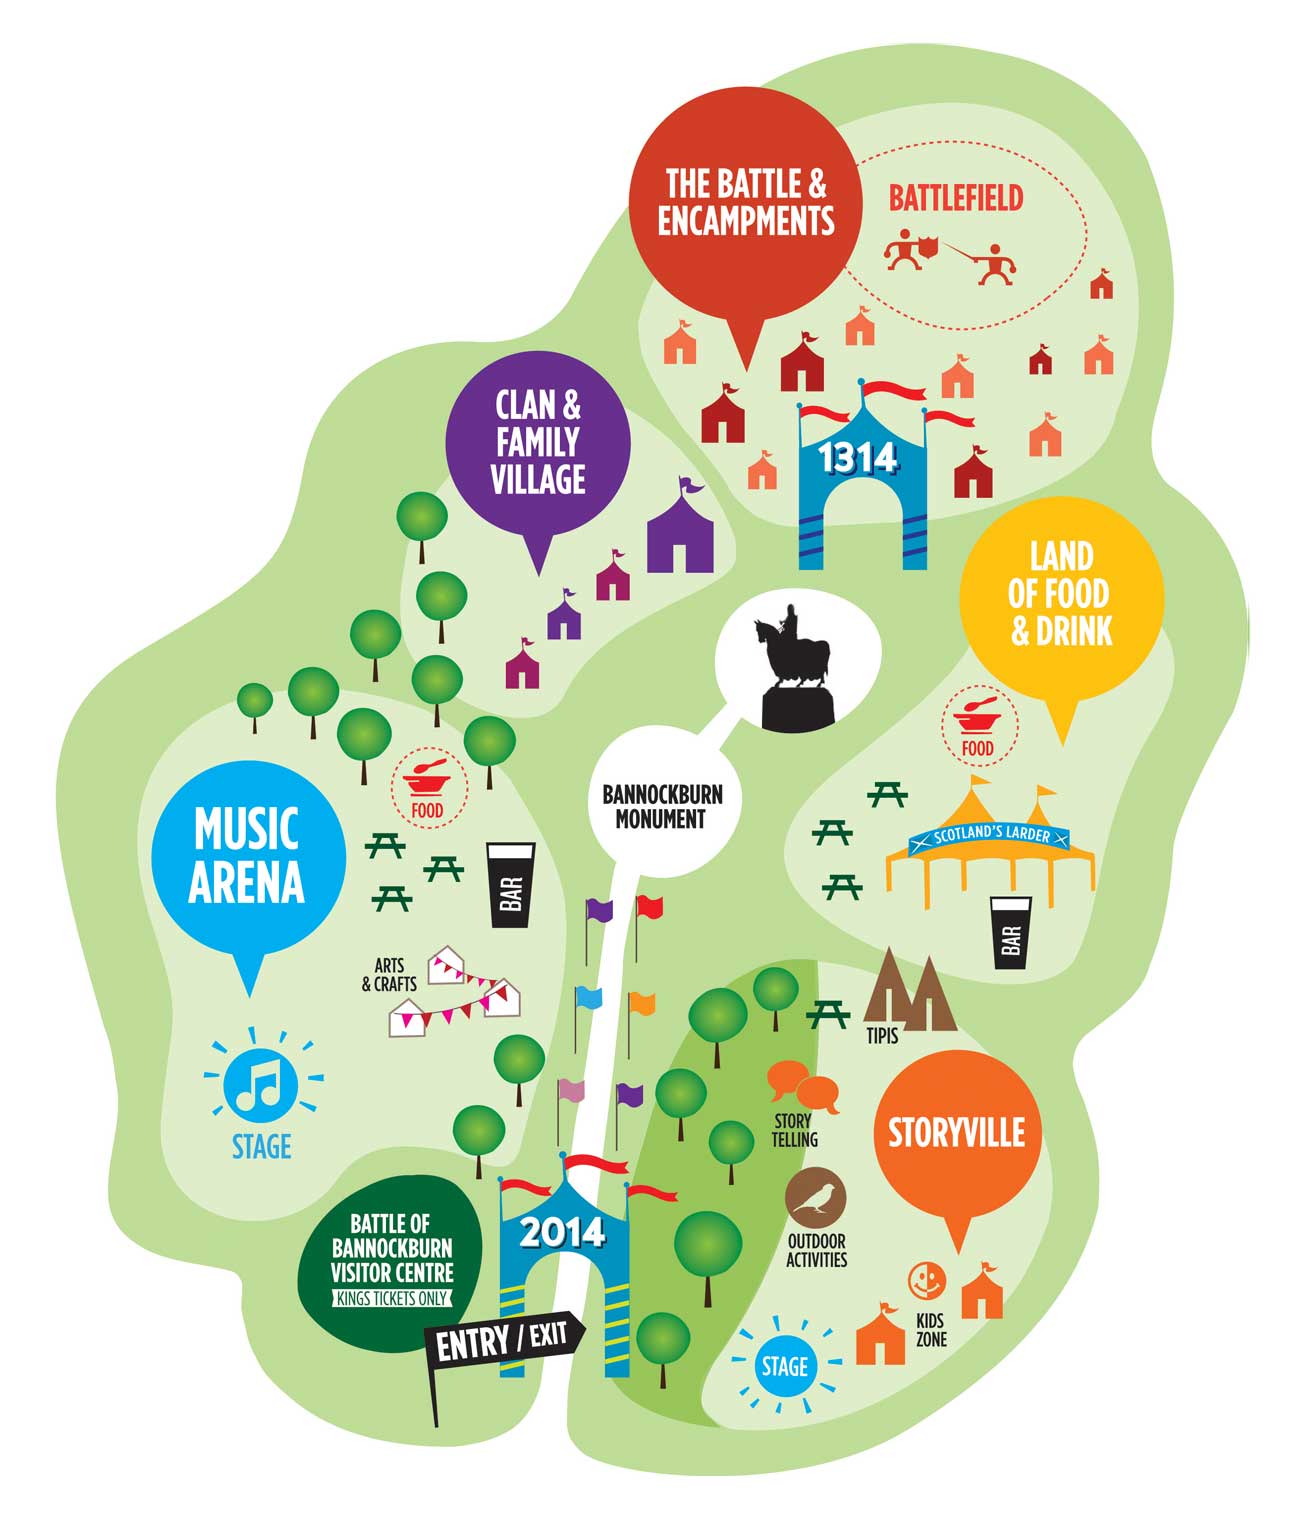 THE BATTLE &
ENCAMPMENTS
BATTLEFIELD
CLAN &
FAMILY
VILLAGE
1314
LAND
OF FOOD
& DRINK
FOOD
SCOTLAND'S LARDER
BAR
BANNOCKBURN
MONUMENT
MUSIC
ARENA
FOOD
BAR
ARTS
& CRAFTS
STAGE
TIPIS
STORY
TELLING
STORYVILLE
OUTDOOR
ACTIVITIES
KIDS
ZONE
STAGE
BATTLE OF
BANNOCKBURN
VISITOR CENTRE
KINGS TICKETS ONLY
2014
ENTRY / EXIT